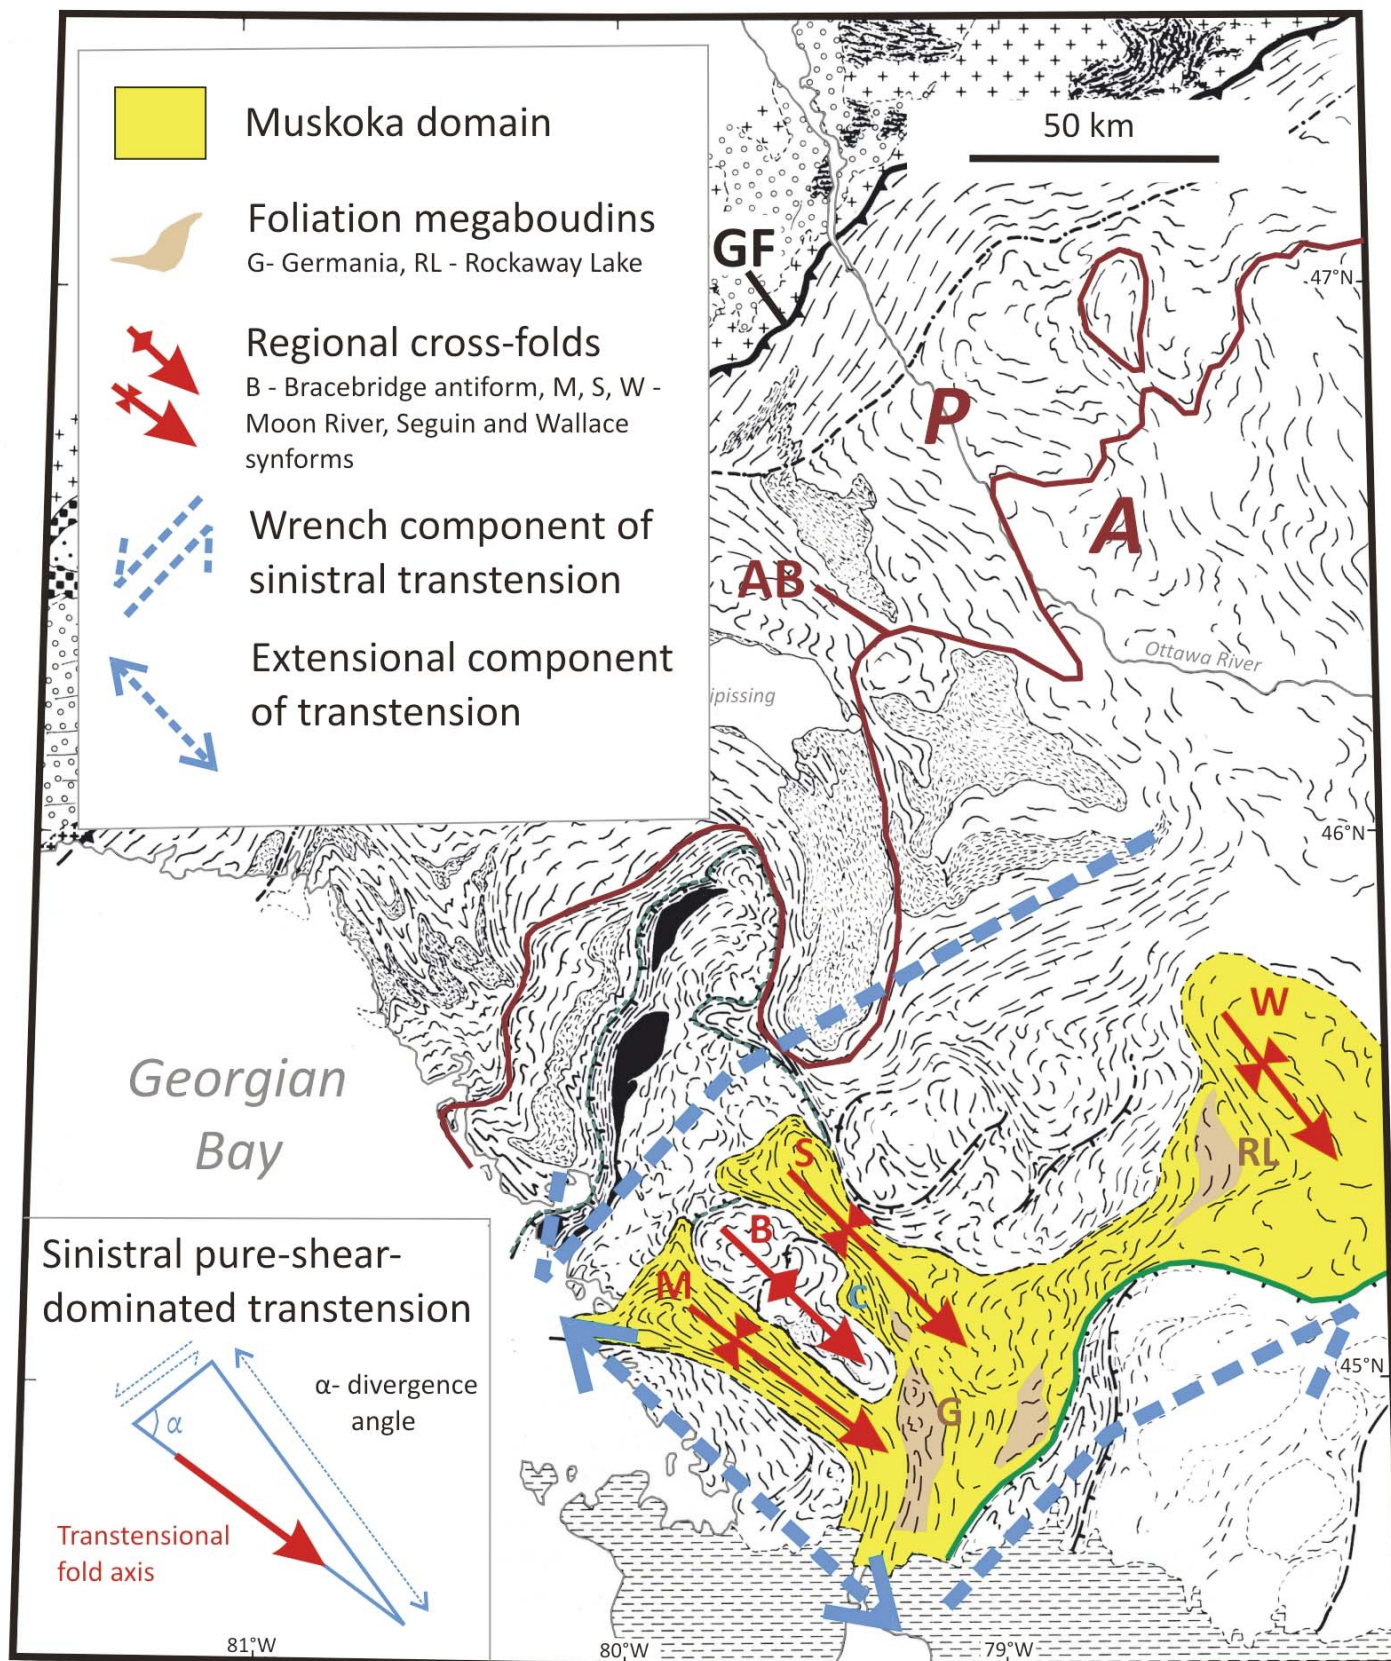 Muskoka domain
Foliation megaboudins
G- Germania, RL - Rockaway Lake
Regional cross-folds
B - Bracebridge antiform, M, S, W -
Moon River, Seguin and Wallace
synforms
Wrench component of
sinistral transtension
Extensional component
of transtension
50 km
GF
47°N
P
A
AB
Ottawa River
ipissing
46°N
Georgian
Bay
W
RL
S
B
M
C
G
45°N
Sinistral pure-shear-
dominated transtension
α- divergence
angle
α
Transtensional
fold axis
81°W
80°W
79°W